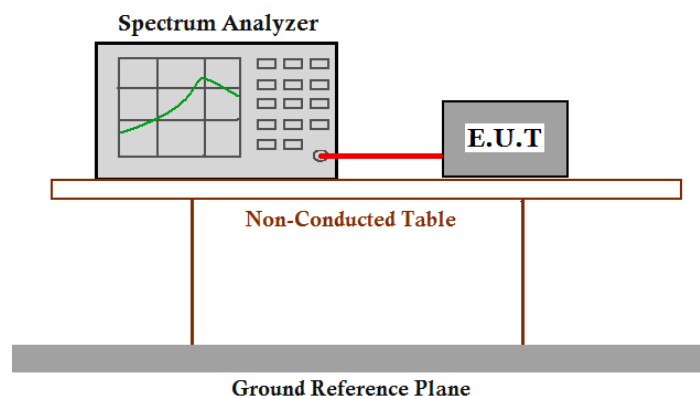 Spectrum Analyzer
E.U.T
Non-Conducted Table
Ground Reference Plane